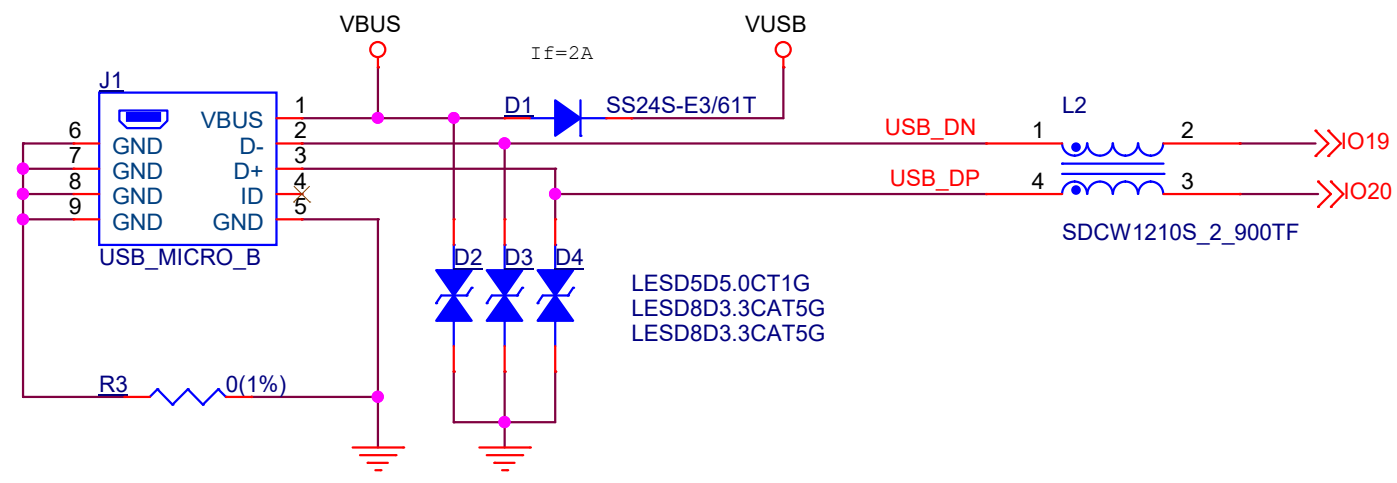 VBUS
VUSB
If=2A
J1
D1
SS24S-E3/61T
L2
VBUS 1
USB_DN
1
2
6 GND
D- 2
IO19
7 GND
D+ 3
USB_DP
4
3
8 GND
ID 4
IO20
9 GND
GND 5
USB_MICRO_B
SDCW1210S_2_900TF
D2
D3
D4
LESD5D5.0CT1G
LESD8D3.3CAT5G
LESD8D3.3CAT5G
R3
0(1%)